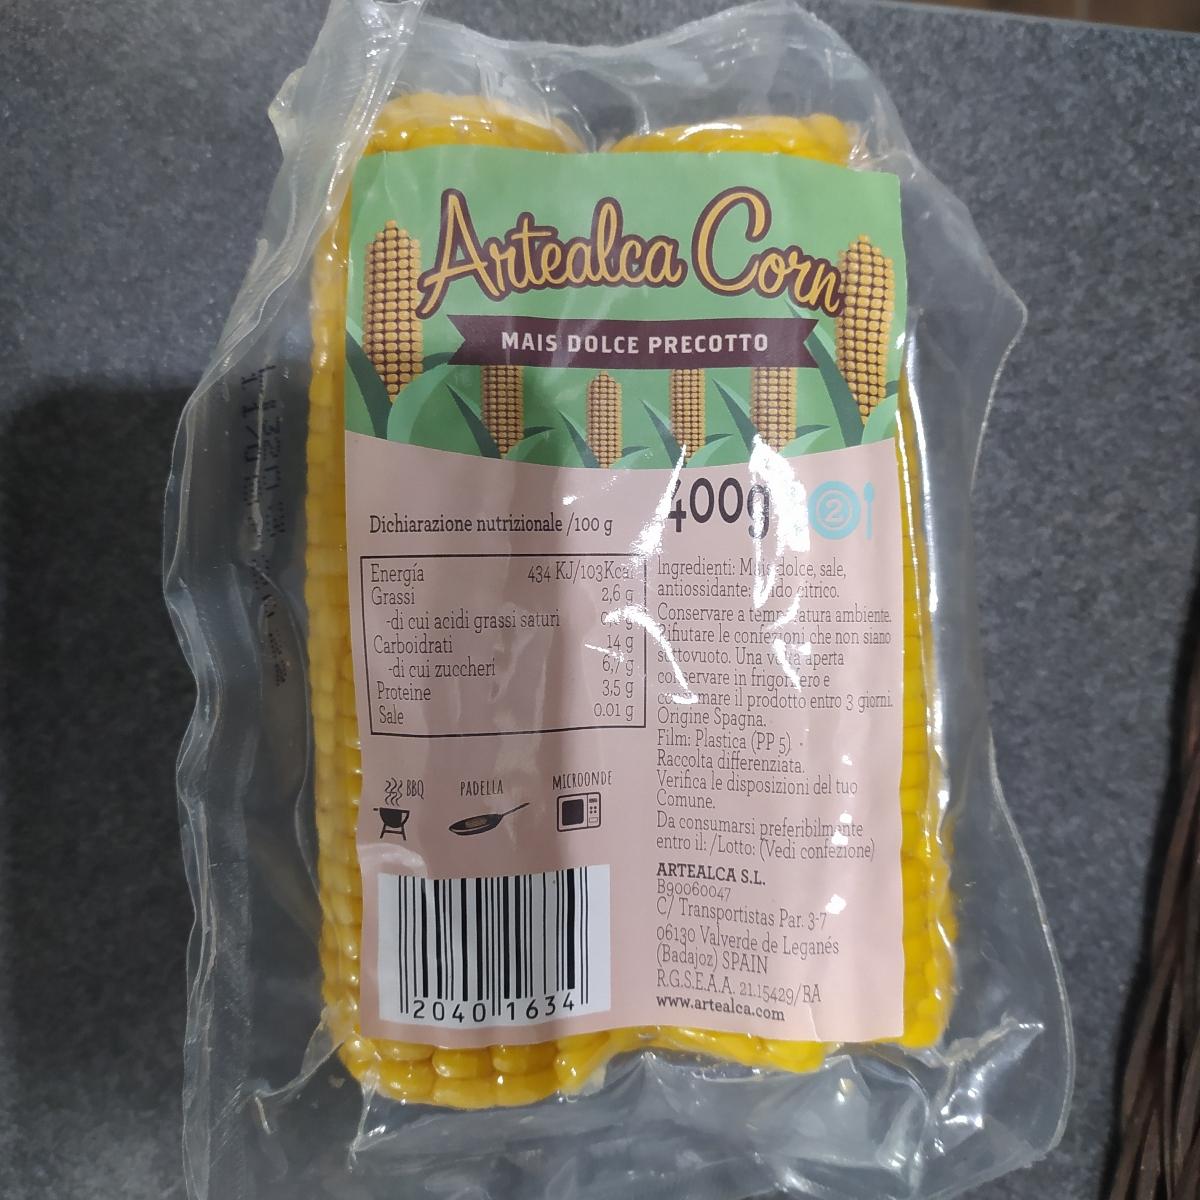 Artealca Corn
MAIS DOLCE PRECOTTO
400g
2
Dichiarazione nutrizionale /100 g
Energía 434 KJ/103Kcal
Grassi 2,6 g
-di cui acidi grassi saturi g
Carboidrati 14 g
-di cui zuccheri 6,7 g
Proteine 3,5 g
Sale 0.01 g
BBQ
PADELLA
MICROONDE
20401634
Ingredienti: Mais dolce, sale,
antiossidante: acido citrico.
Conservare a temperatura ambiente.
Rifutare le confezioni che non siano
sottovuoto. Una volta aperta
conservare in frigorifero e
consumare il prodotto entro 3 giorni.
Origine Spagna.
Film: Plastica (PP 5)
Raccolta differenziata.
Verifica le disposizioni del tuo
Comune.
Da consumarsi preferibilmente
entro il: /Lotto: (Vedi confezione)
ARTEALCA S.L.
B90060047
C/ Transportistas Par. 3-7
06130 Valverde de Leganés
(Badajoz) SPAIN
R.G.S.E.A.A. 21.15429/BA
www.artealca.com